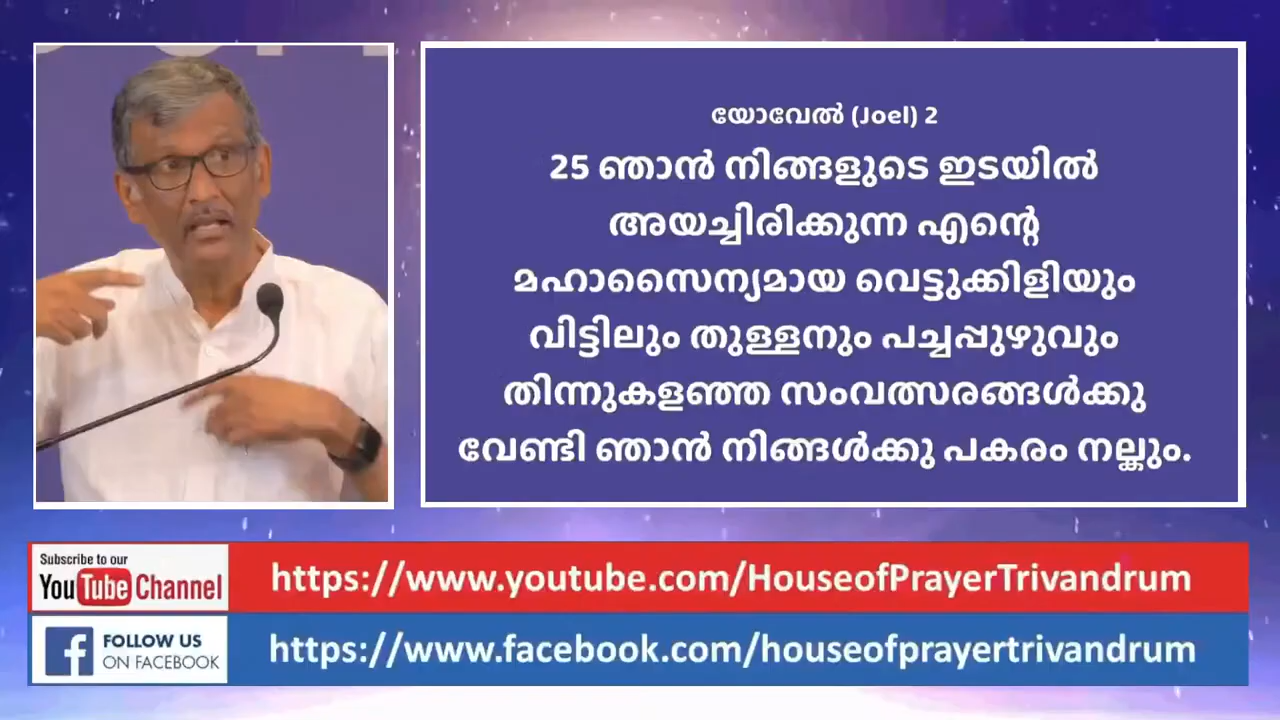 യോവേൽ (Joel) 2
25 ഞാൻ നിങ്ങളുടെ ഇടയിൽ
അയച്ചിരിക്കുന്ന എന്റെ
മഹാസൈന്യമായ വെട്ടുക്കിളിയും
വിട്ടിലും തുള്ളനും പച്ചപ്പുഴുവും
തിന്നുകളഞ്ഞ സംവത്സരങ്ങൾക്കു
വേണ്ടി ഞാൻ നിങ്ങൾക്കു പകരം നല്കും.
Subscribe to our
YouTube Channel
https://www.youtube.com/HouseofPrayerTrivandrum
f FOLLOW US
ON FACEBOOK
https://www.facebook.com/houseofprayertrivandrum